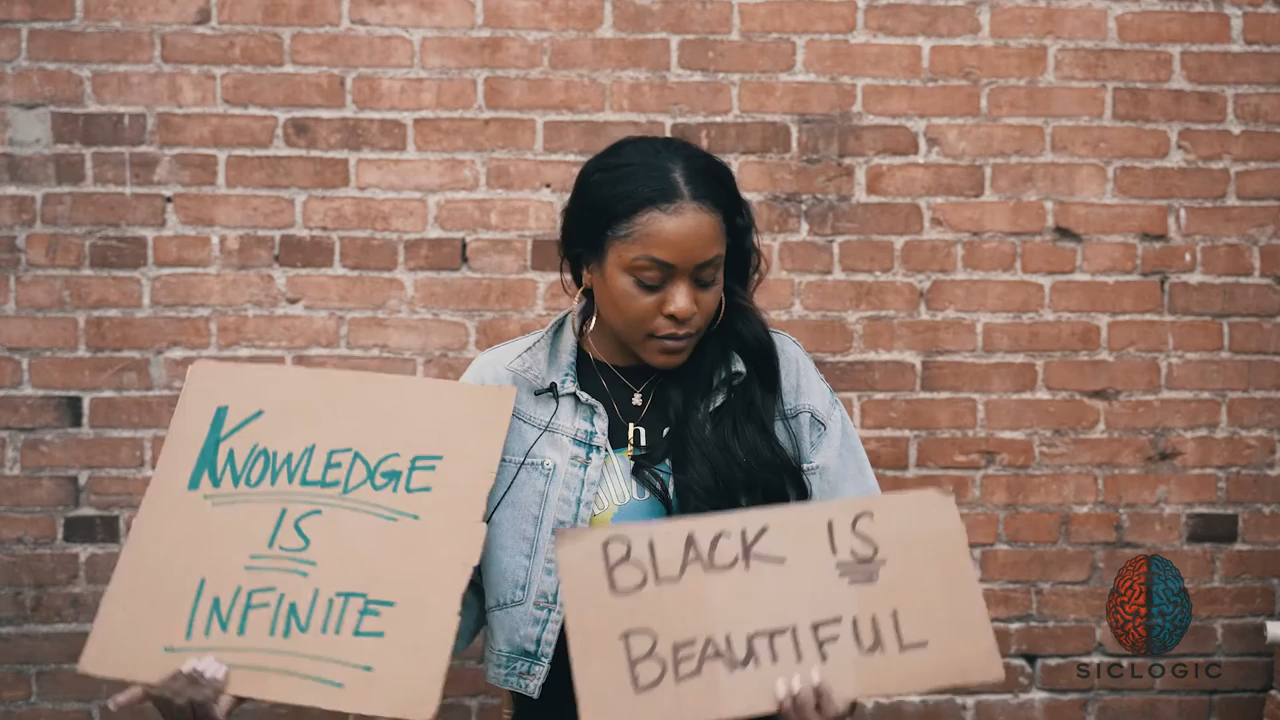 KNOWLEDGE
IS
INFINITE
BLACK IS
BEAUTIFUL
SICLOGIC